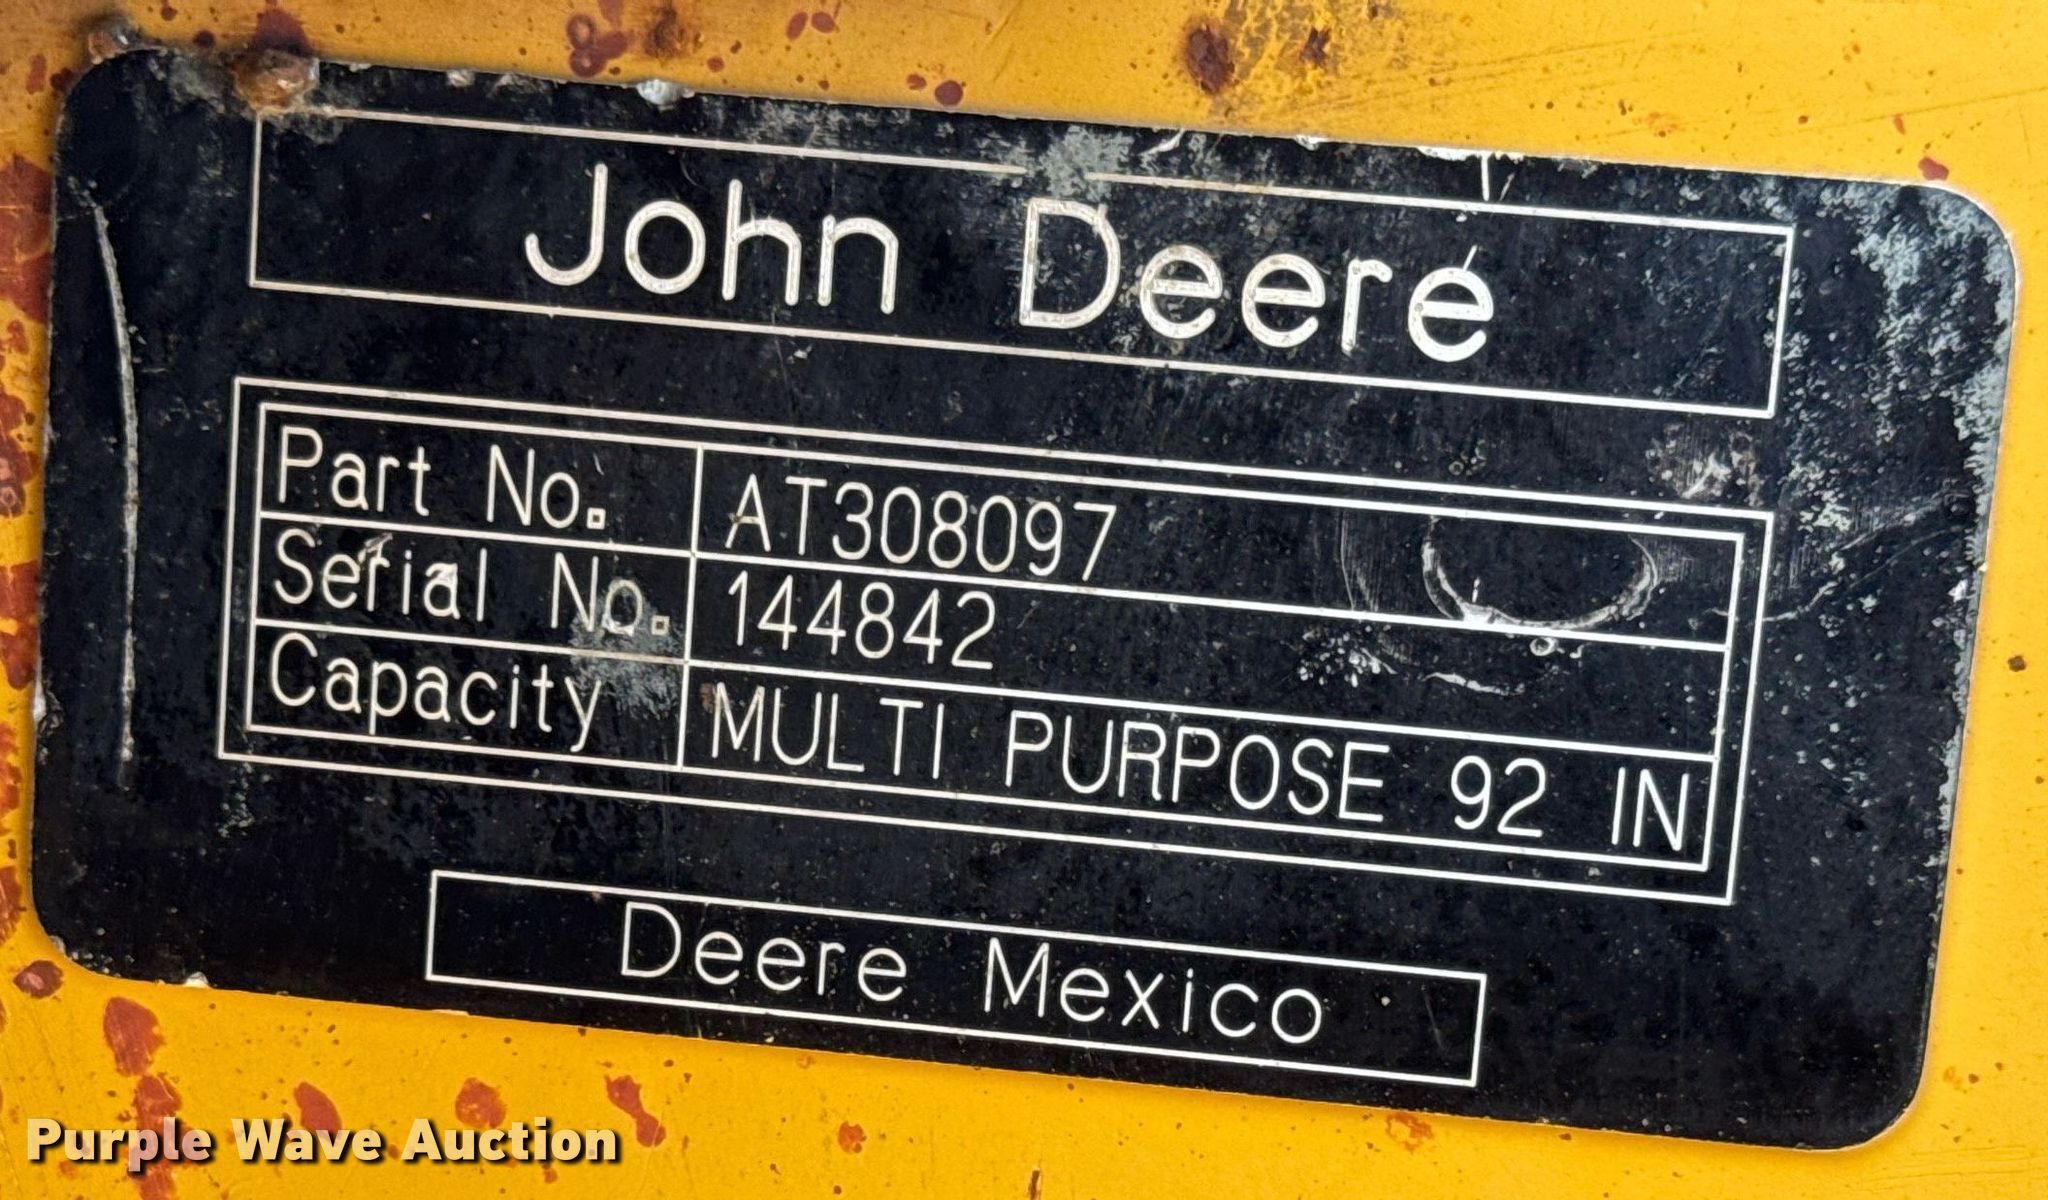 John Deere
Part No. AT308097
Serial No. 144842
Capacity MULTI PURPOSE 92 IN
Deere Mexico
Purple Wave Auction